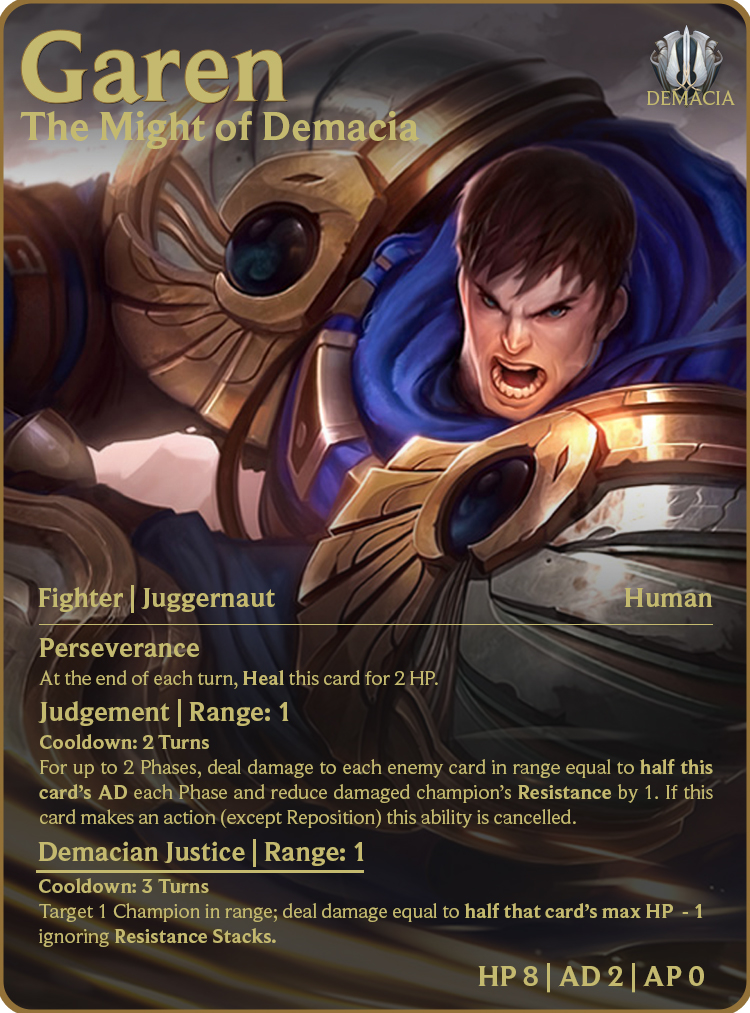 Garen
DEMACIA
The Might of Demacia
Fighter | Juggernaut
Human
Perseverance
At the end of each turn, Heal this card for 2 HP.
Judgement | Range: 1
Cooldown: 2 Turns
For up to 2 Phases, deal damage to each enemy card in range equal to half this
card's AD each Phase and reduce damaged champion's Resistance by 1. If this
card makes an action (except Reposition) this ability is cancelled.
Demacian Justice | Range: 1
Cooldown: 3 Turns
Target 1 Champion in range; deal damage equal to half that card's max HP - 1
ignoring Resistance Stacks.
HP 8 | AD 2 | AP 0